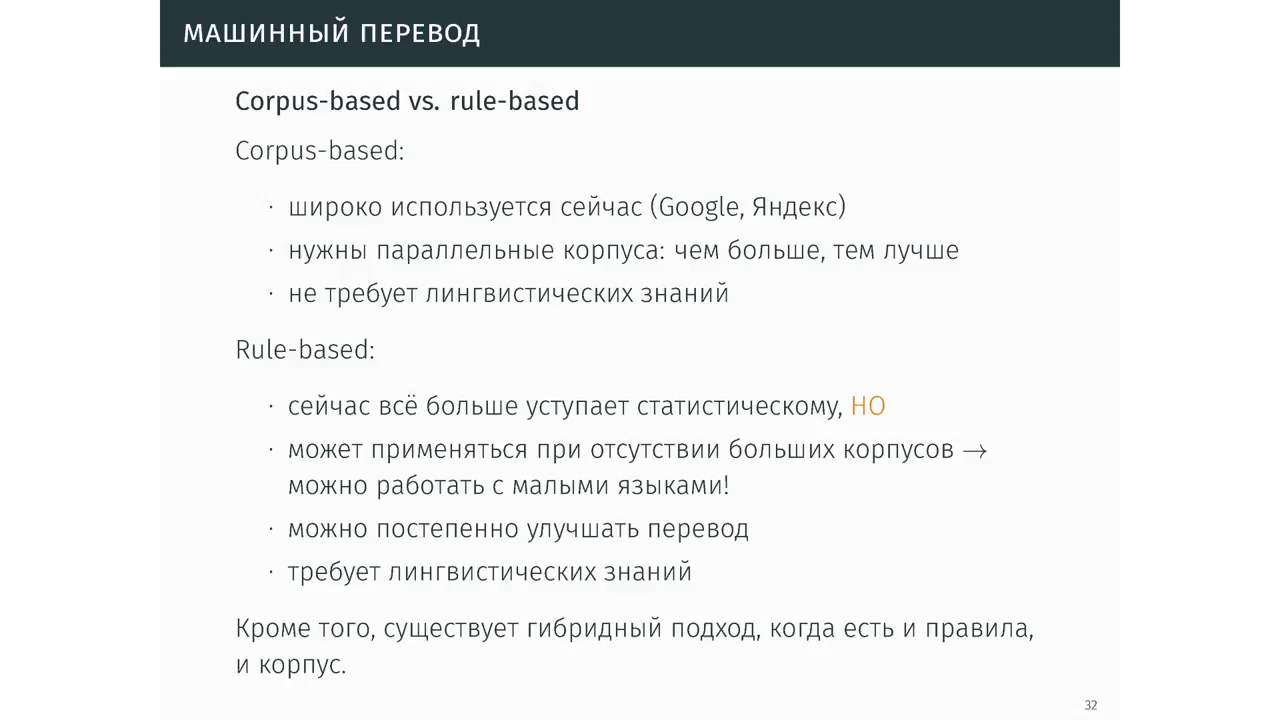 МАШИННЫЙ ПЕРЕВОД
Corpus-based vs. rule-based
Corpus-based:
· широко используется сейчас (Google, Яндекс)
· нужны параллельные корпуса: чем больше, тем лучше
· не требует лингвистических знаний
Rule-based:
· сейчас всё больше уступает статистическому, НО
· может применяться при отсутствии больших корпусов →
можно работать с малыми языками!
· можно постепенно улучшать перевод
· требует лингвистических знаний
Кроме того, существует гибридный подход, когда есть и правила,
и корпус.
32